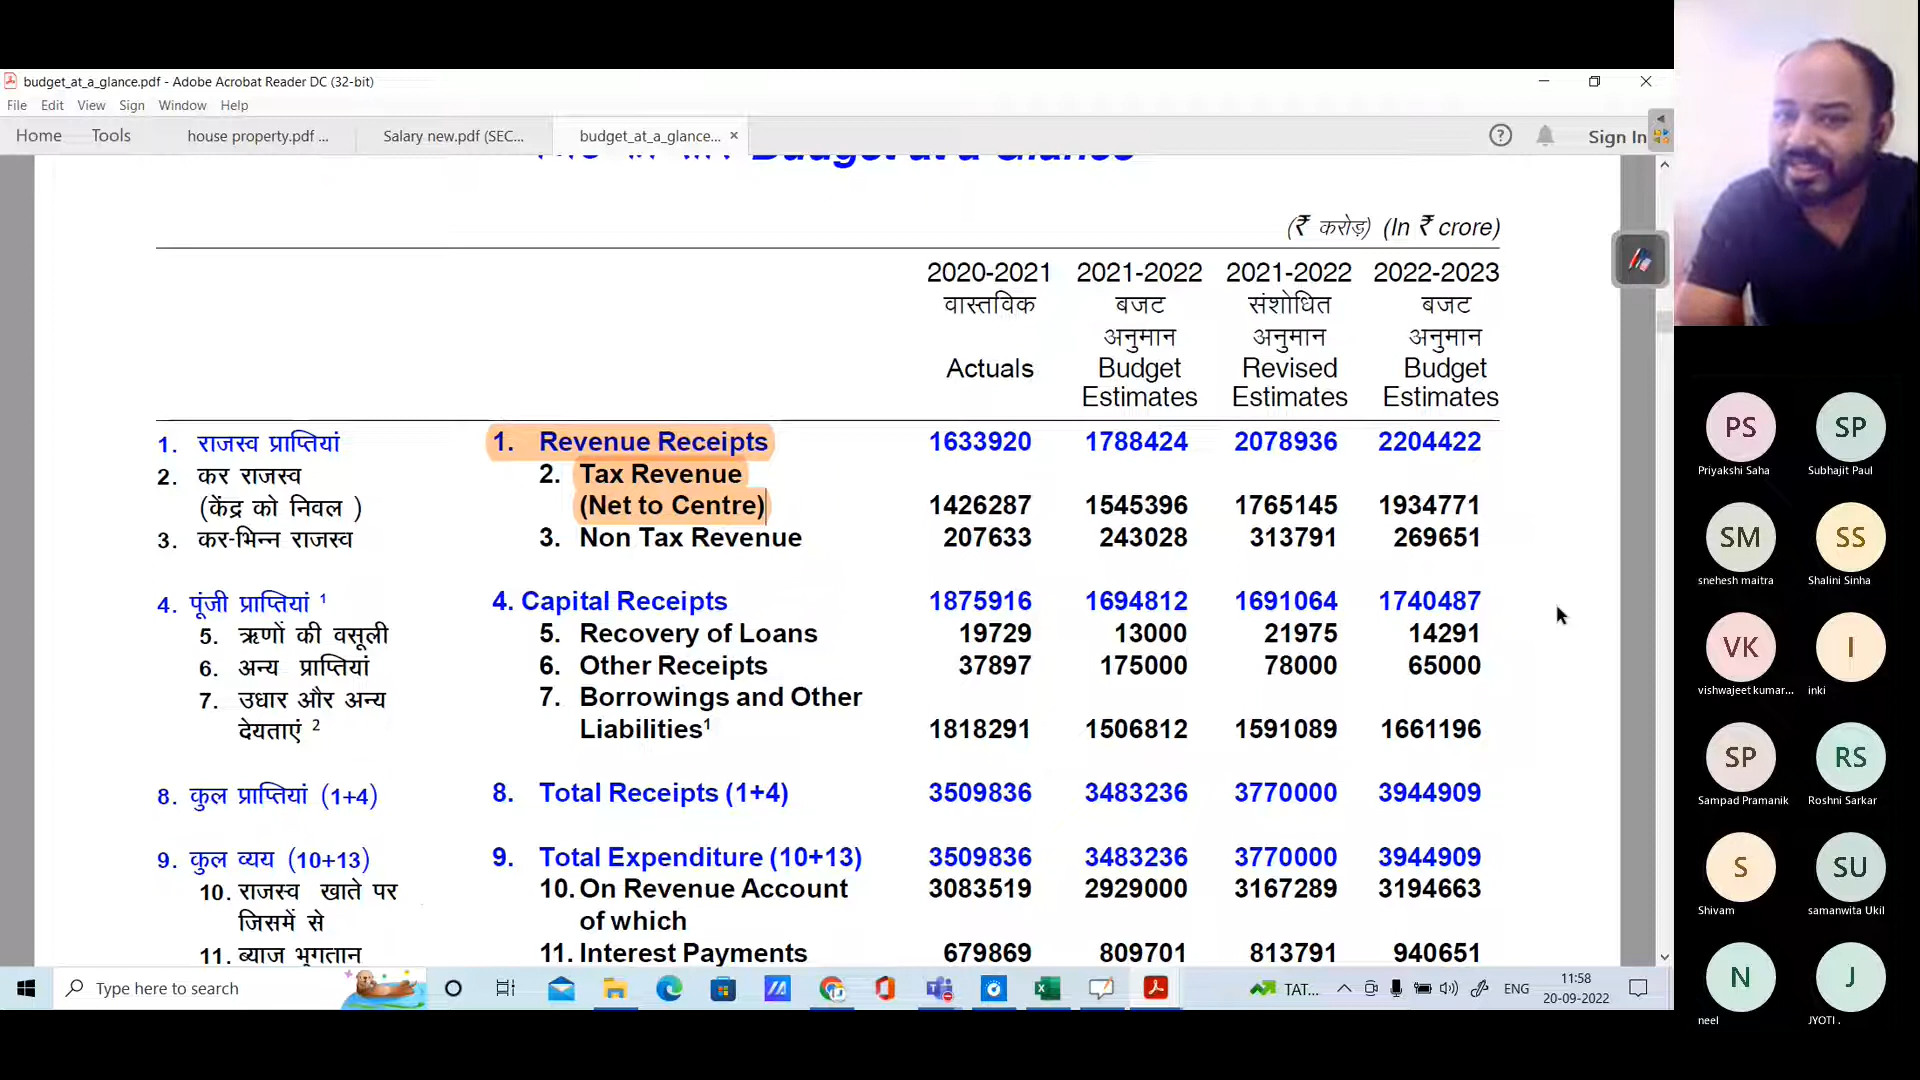 budget_at_a_glance.pdf - Adobe Acrobat Reader DC (32-bit)
File Edit View Sign Window Help
Home Tools house property.pdf ... Salary new.pdf (SEC... budget_at_a_glance... × Sign In
Budget at a Glance
(₹ करोड़) (In ₹ crore)
2020-2021 2021-2022 2021-2022 2022-2023
वास्तविक बजट संशोधित बजट
अनुमान अनुमान अनुमान
Actuals Budget Revised Budget
Estimates Estimates Estimates
1. राजस्व प्राप्तियां 1. Revenue Receipts 1633920 1788424 2078936 2204422
2. कर राजस्व 2. Tax Revenue
(केंद्र को निवल ) (Net to Centre) 1426287 1545396 1765145 1934771
3. कर-भिन्न राजस्व 3. Non Tax Revenue 207633 243028 313791 269651
4. पूंजी प्राप्तियां 1 4. Capital Receipts 1875916 1694812 1691064 1740487
5. ऋणों की वसूली 5. Recovery of Loans 19729 13000 21975 14291
6. अन्य प्राप्तियां 6. Other Receipts 37897 175000 78000 65000
7. उधार और अन्य 7. Borrowings and Other
देयताएं 2 Liabilities1 1818291 1506812 1591089 1661196
8. कुल प्राप्तियां (1+4) 8. Total Receipts (1+4) 3509836 3483236 3770000 3944909
9. कुल व्यय (10+13) 9. Total Expenditure (10+13) 3509836 3483236 3770000 3944909
10. राजस्व खाते पर 10. On Revenue Account 3083519 2929000 3167289 3194663
जिसमें से of which
11. ब्याज भुगतान 11. Interest Payments 679869 809701 813791 940651
Type here to search TAT... ENG 11:58
20-09-2022
PS SP
Priyakshi Saha Subhajit Paul
SM SS
snehesh maitra Shalini Sinha
VK I
vishwajeet kumar... inki
SP RS
Sampad Pramanik Roshni Sarkar
S SU
Shivam samanwita Ukil
N J
neel JYOTI .